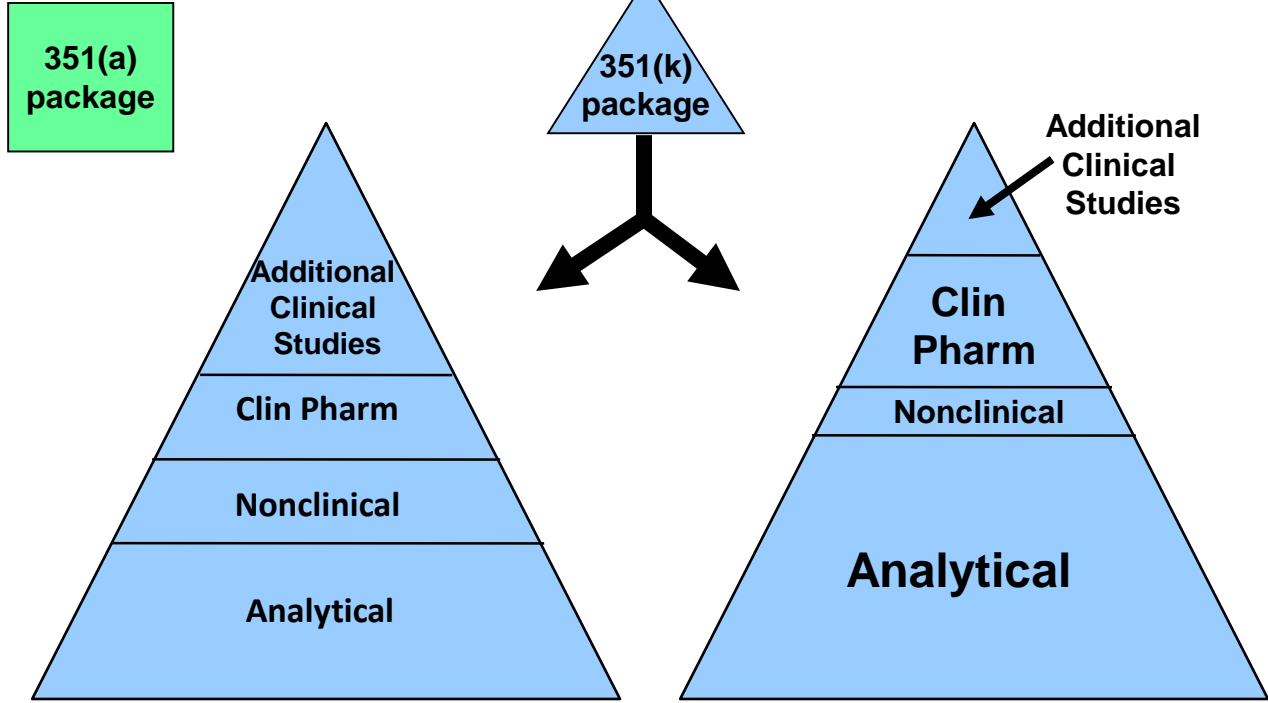 351(a)
package
351(k)
package
Additional
Clinical
Studies
Clin Pharm
Nonclinical
Analytical
Additional
Clinical
Studies
Clin
Pharm
Nonclinical
Analytical